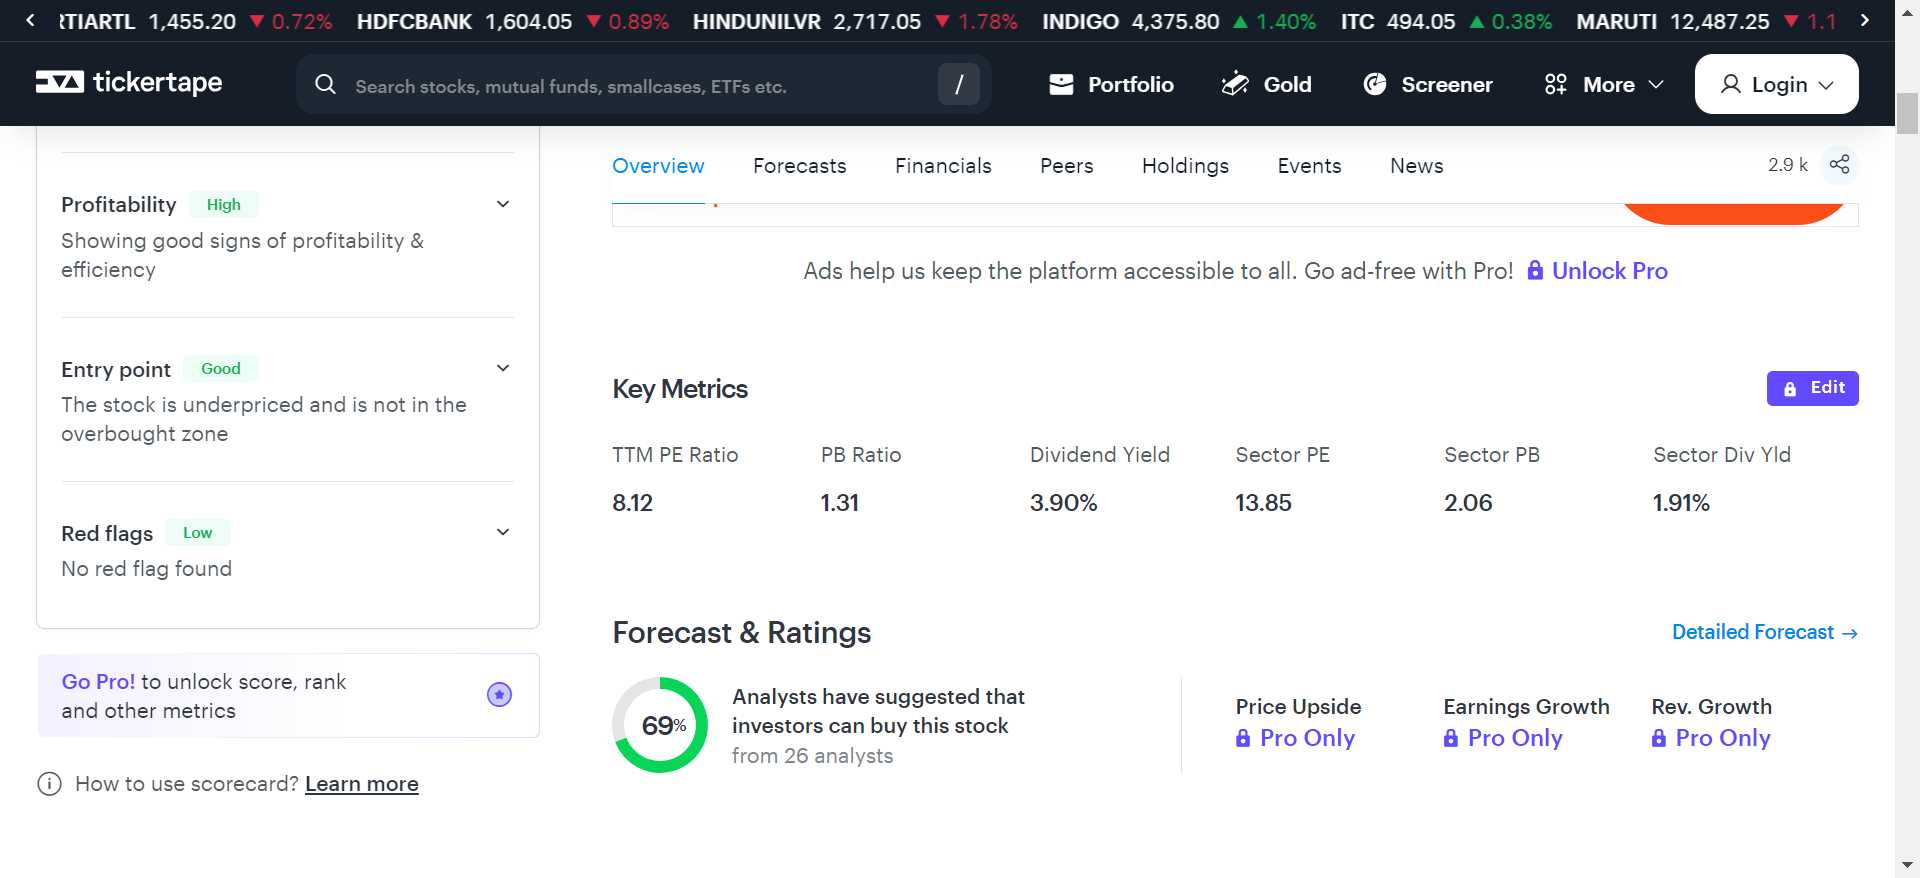 RTIARTL 1,455.20 ▼ 0.72% HDFCBANK 1,604.05 ▼ 0.89% HINDUNILVR 2,717.05 ▼ 1.78% INDIGO 4,375.80 ▲ 1.40% ITC 494.05 ▲ 0.38% MARUTI 12,487.25 ▼ 1.1
tickertape
Search stocks, mutual funds, smallcases, ETFs etc. /
Portfolio Gold Screener More Login
Overview Forecasts Financials Peers Holdings Events News 2.9 k
Profitability High
Showing good signs of profitability &
efficiency
Entry point Good
The stock is underpriced and is not in the
overbought zone
Red flags Low
No red flag found
Go Pro! to unlock score, rank
and other metrics
How to use scorecard? Learn more
Ads help us keep the platform accessible to all. Go ad-free with Pro! Unlock Pro
Key Metrics Edit
TTM PE Ratio PB Ratio Dividend Yield Sector PE Sector PB Sector Div Yld
8.12 1.31 3.90% 13.85 2.06 1.91%
Forecast & Ratings Detailed Forecast →
69%
Analysts have suggested that
investors can buy this stock
from 26 analysts
Price Upside Earnings Growth Rev. Growth
Pro Only Pro Only Pro Only